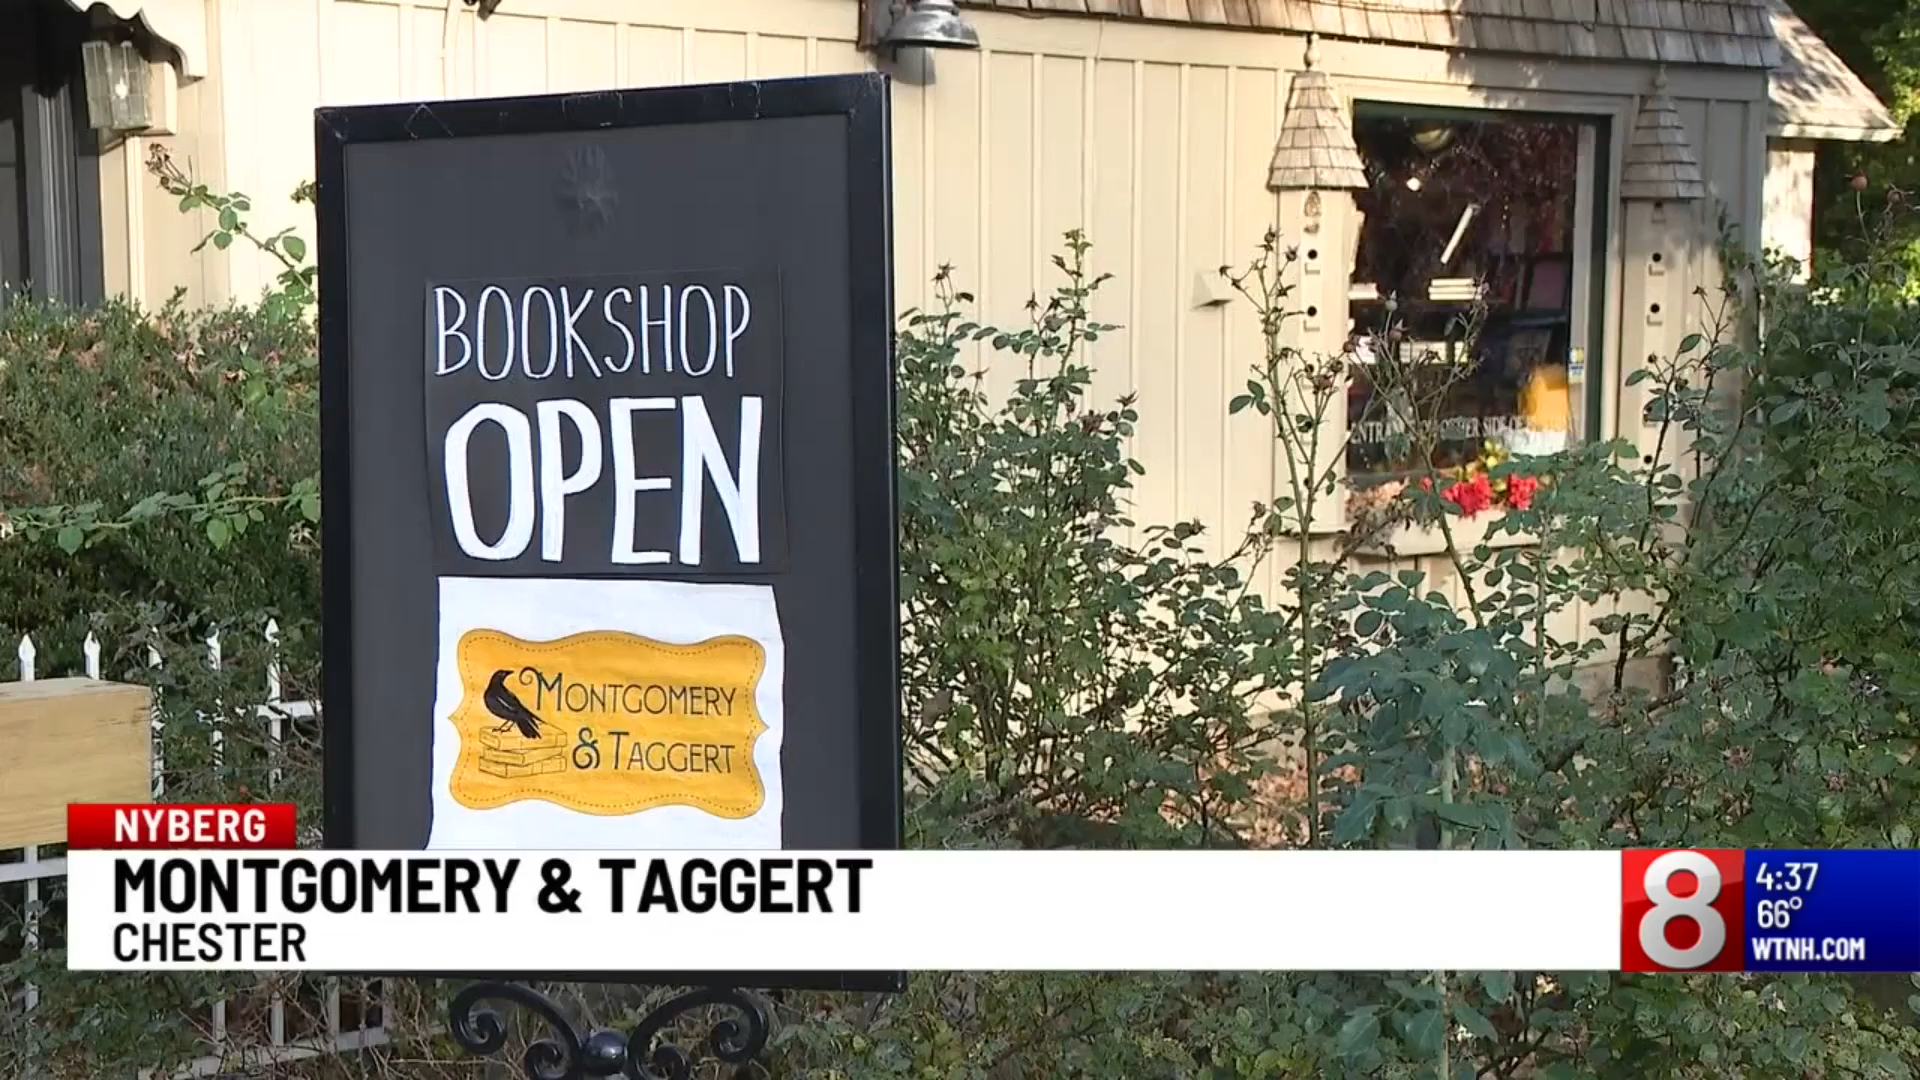 BOOKSHOP
OPEN
MONTGOMERY
& TAGGERT
NYBERG
MONTGOMERY & TAGGERT
CHESTER
8
4:37
66°
WTNH.COM